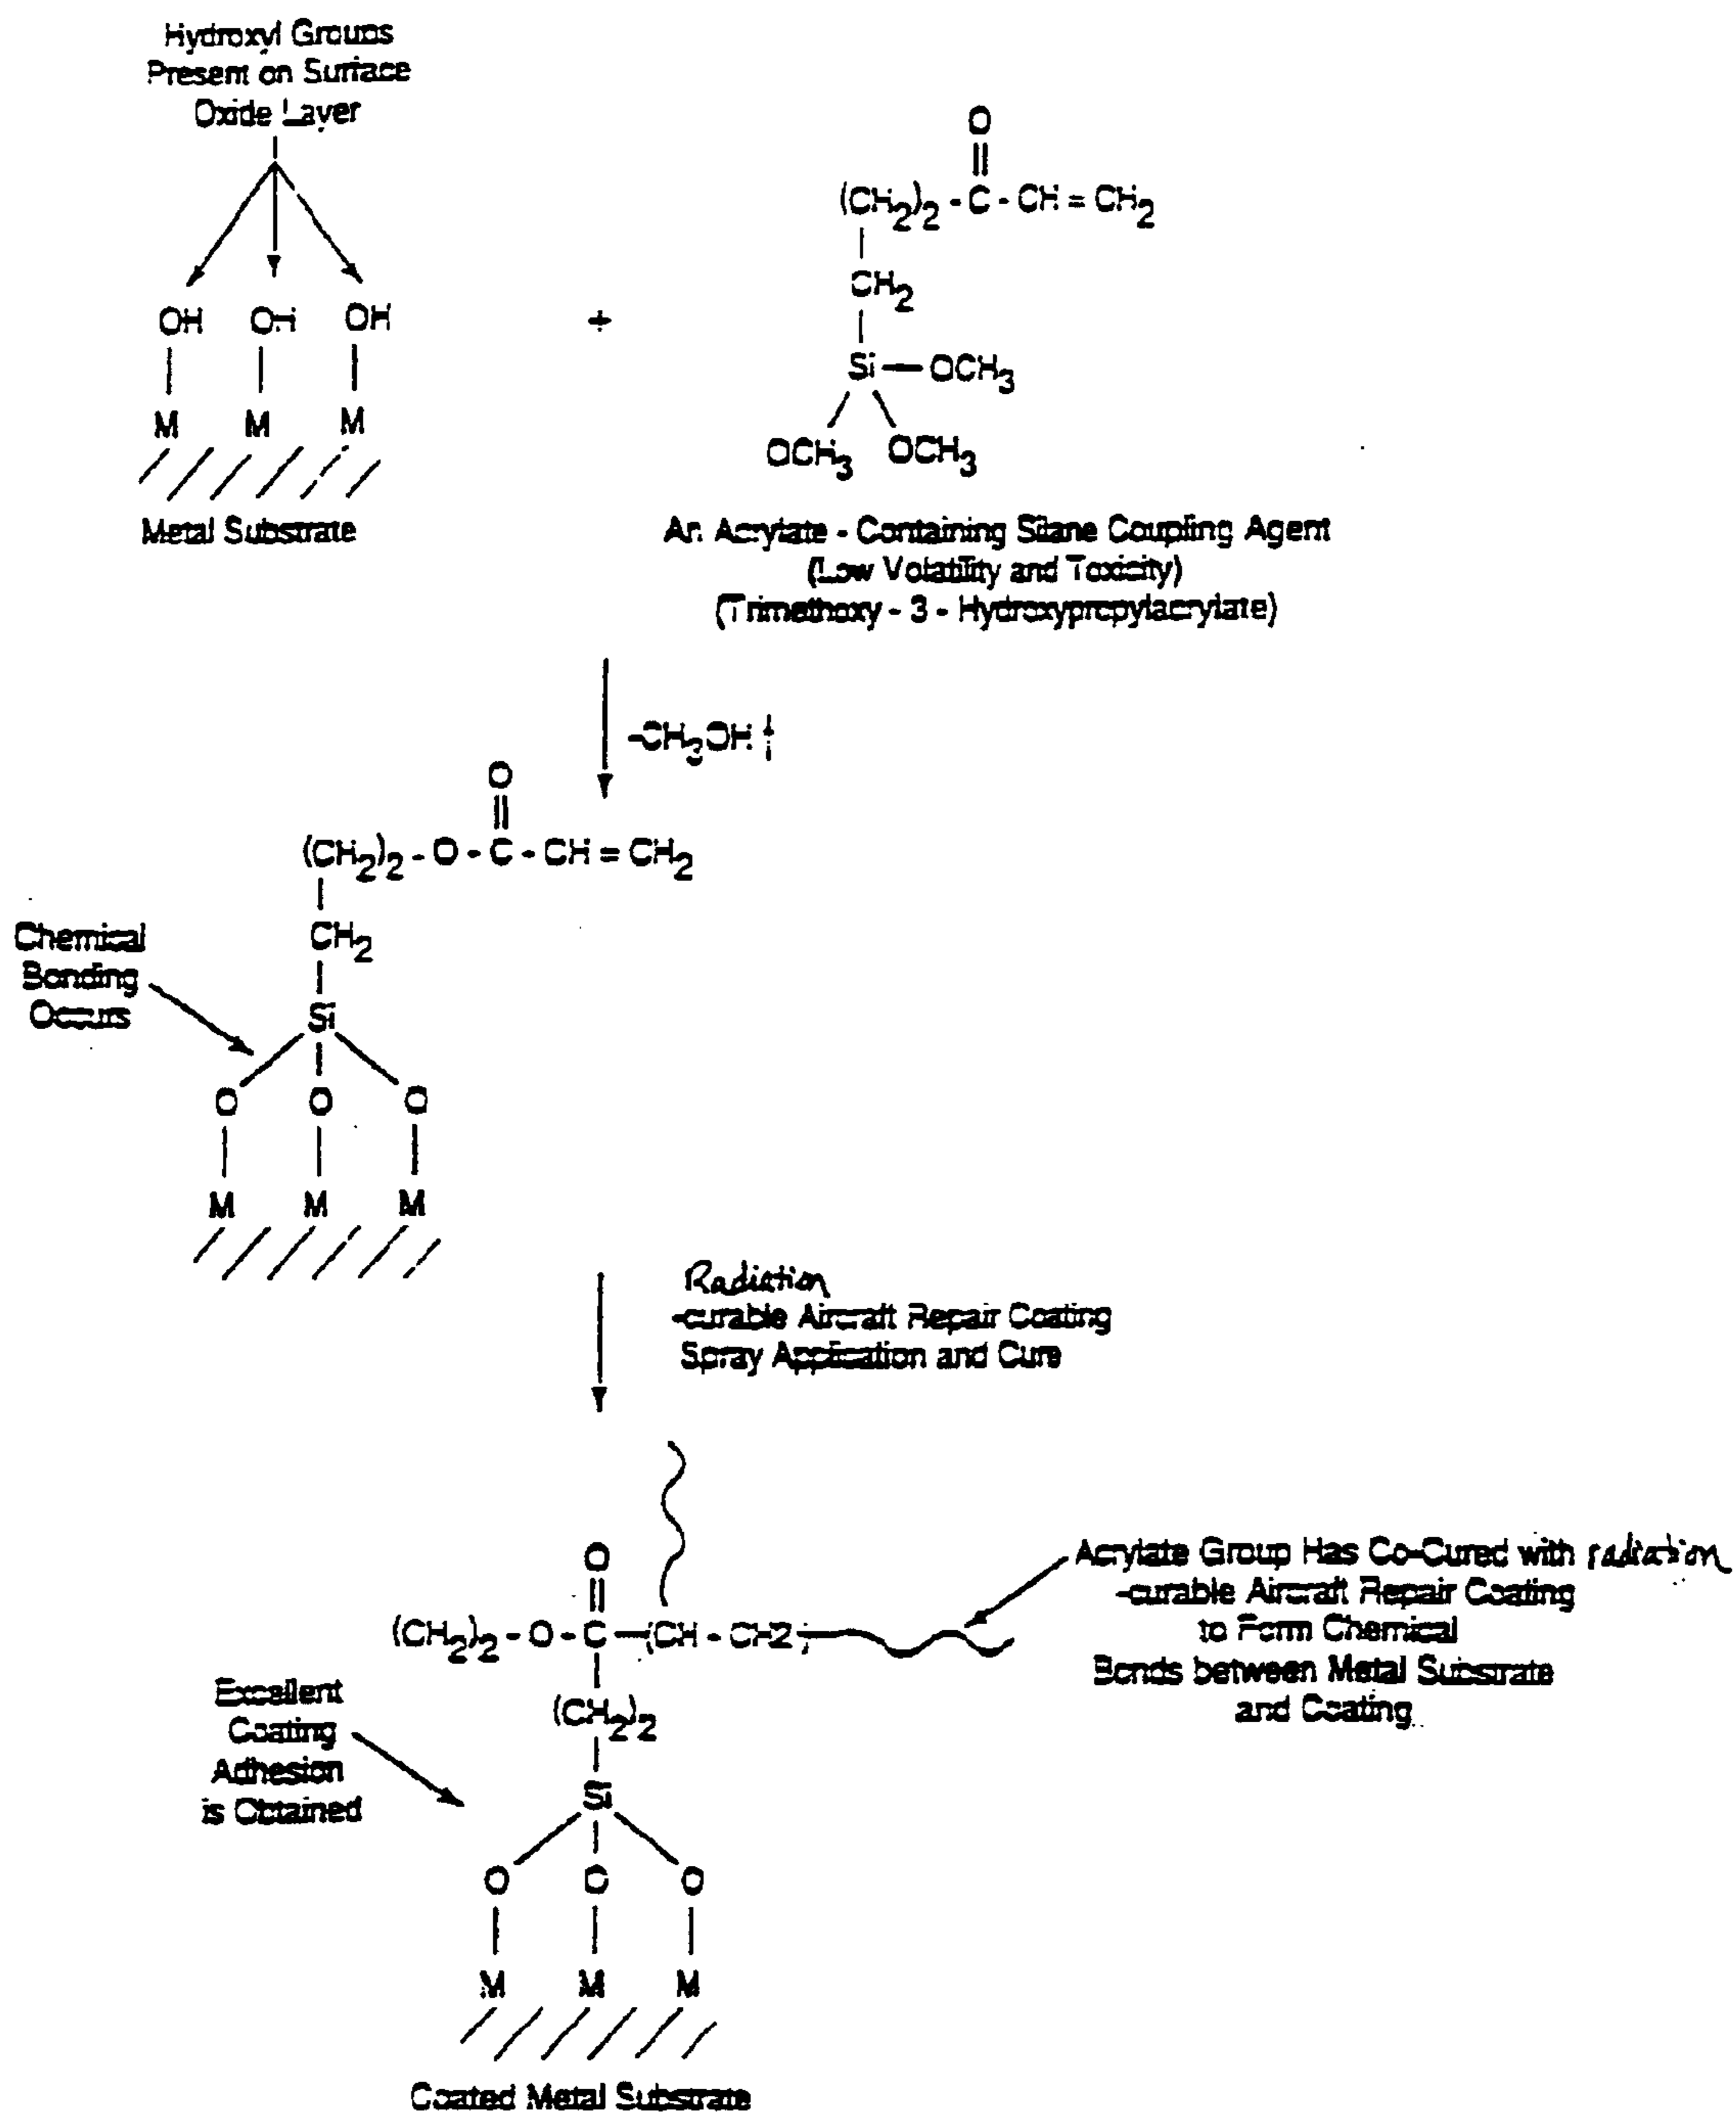 Hydroxyl Groups
Present on Surface
Oxide Layer
OH OH OH
M M M
Metal Substrate
+
O
(CH2)2 - C - CH = CH2
CH2
Si — OCH3
OCH3 OCH3
An Acrylate - Containing Silane Coupling Agent
(Low Volatility and Toxicity)
(Trimethoxy - 3 - Hydroxypropylacrylate)
-CH3OH
O
(CH2)2 - O - C - CH = CH2
CH2
Chemical
Bonding
Occurs
Si
O O O
M M M
Radiation
-curable Aircraft Repair Coating
Spray Application and Cure
O
(CH2)2 - O - C — (CH - CH2)
(CH2)2
Si
O O O
M M M
Acrylate Group Has Co-Cured with radiation
-curable Aircraft Repair Coating
to Form Chemical
Bonds between Metal Substrate
and Coating
Excellent
Coating
Adhesion
is Obtained
Coated Metal Substrate